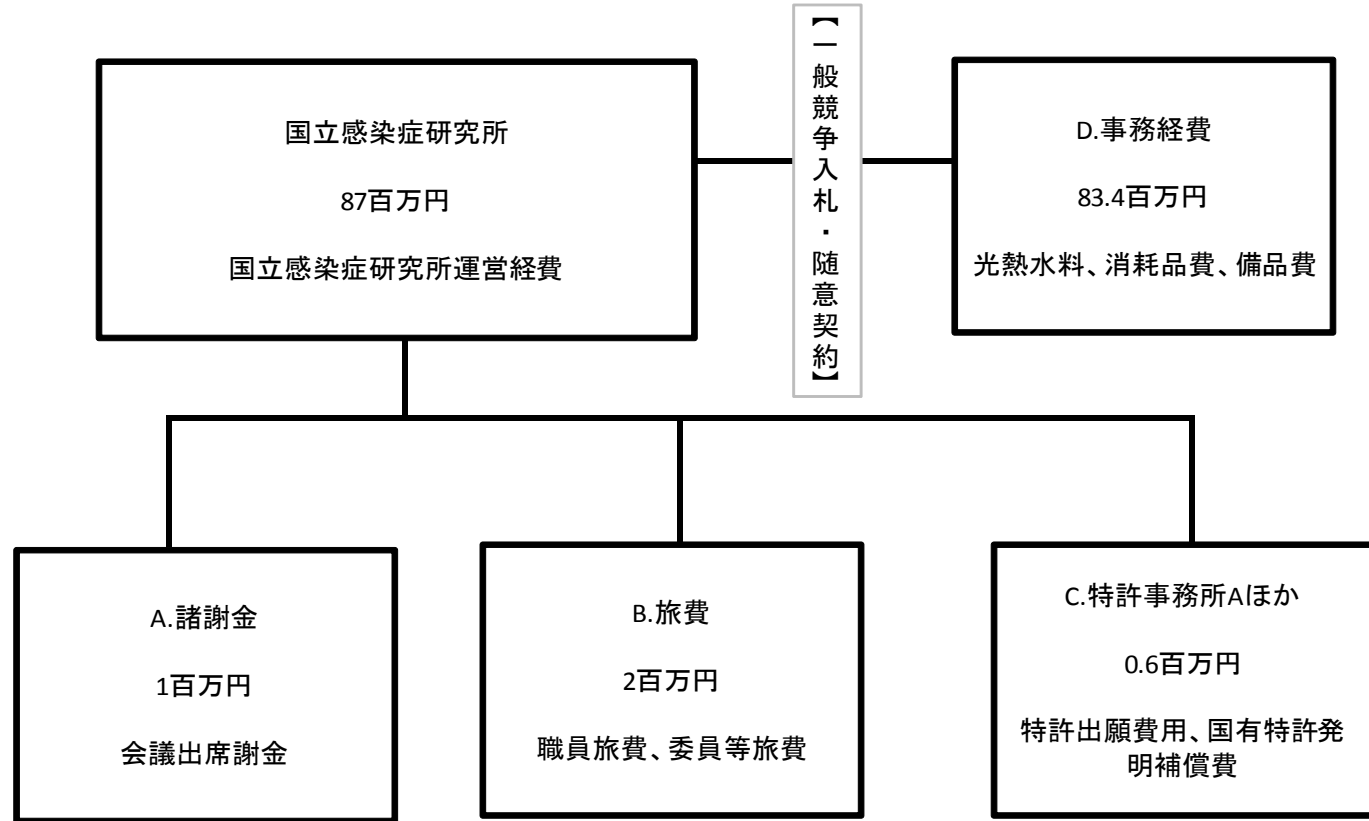 国立感染症研究所
87百万円
国立感染症研究所運営経費
【一般競争入札・随意契約】
D.事務経費
83.4百万円
光熱水料、消耗品費、備品費
A.諸謝金
1百万円
会議出席謝金
B.旅費
2百万円
職員旅費、委員等旅費
C.特許事務所Aほか
0.6百万円
特許出願費用、国有特許発
明補償費